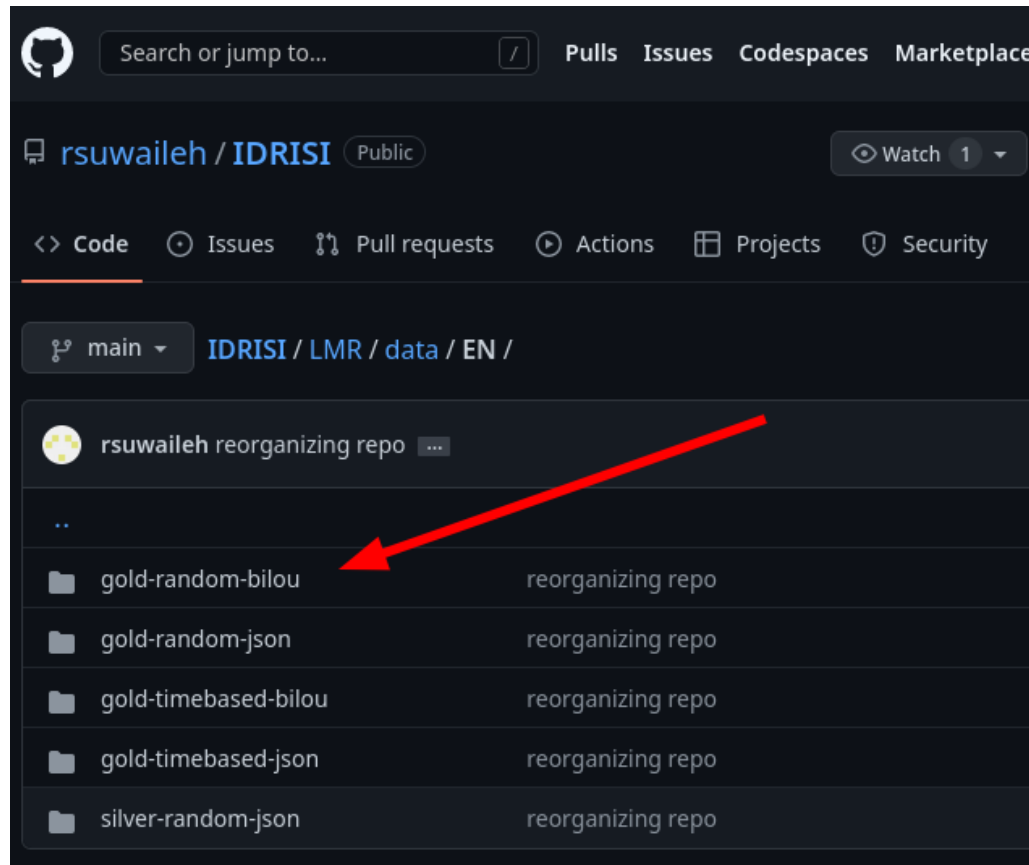 Search or jump to... / Pulls Issues Codespaces Marketplace
rsuwaileh / IDRISI Public Watch 1
<> Code Issues Pull requests Actions Projects Security
main IDRISI / LMR / data / EN /
rsuwaileh reorganizing repo ...
..
gold-random-bilou reorganizing repo
gold-random-json reorganizing repo
gold-timebased-bilou reorganizing repo
gold-timebased-json reorganizing repo
silver-random-json reorganizing repo